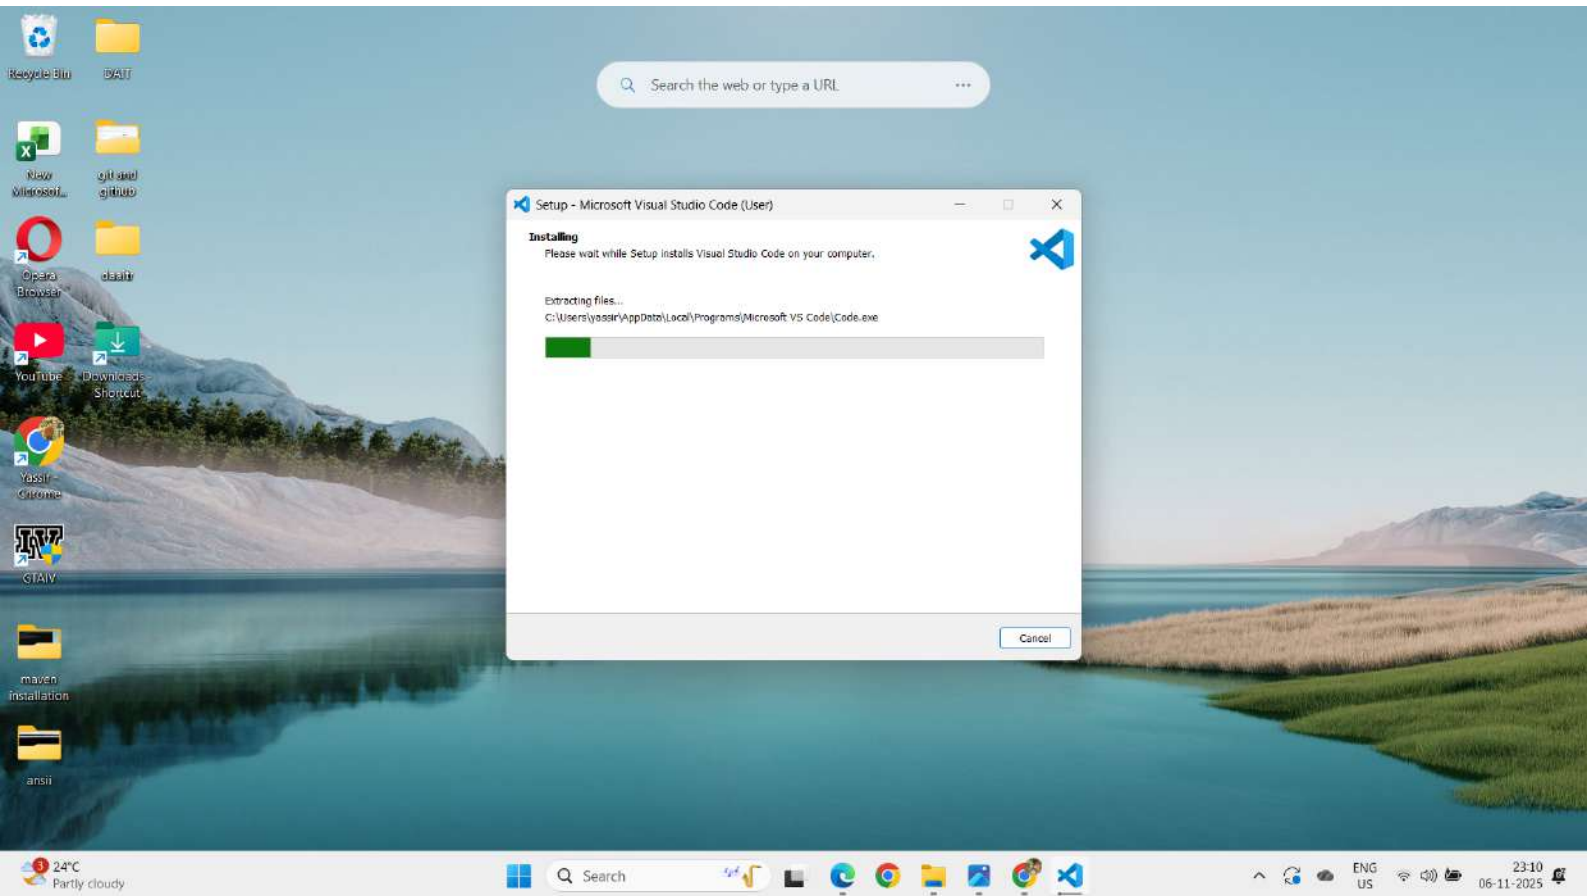 Recycle Bin
DAIT
New
Microsof...
git and
github
Opera
Browser
YouTube
Downloads -
Shortcut
Yassir -
Chrome
IV
GTAIV
maven
installation
ansii
Search the web or type a URL
Setup - Microsoft Visual Studio Code (User)
Installing
Please wait while Setup installs Visual Studio Code on your computer.
Extracting files...
C:\Users\yassir\AppData\Local\Programs\Microsoft VS Code\Code.exe
Cancel
3
24°C
Partly cloudy
Search
ENG
US
23:10
06-11-2025